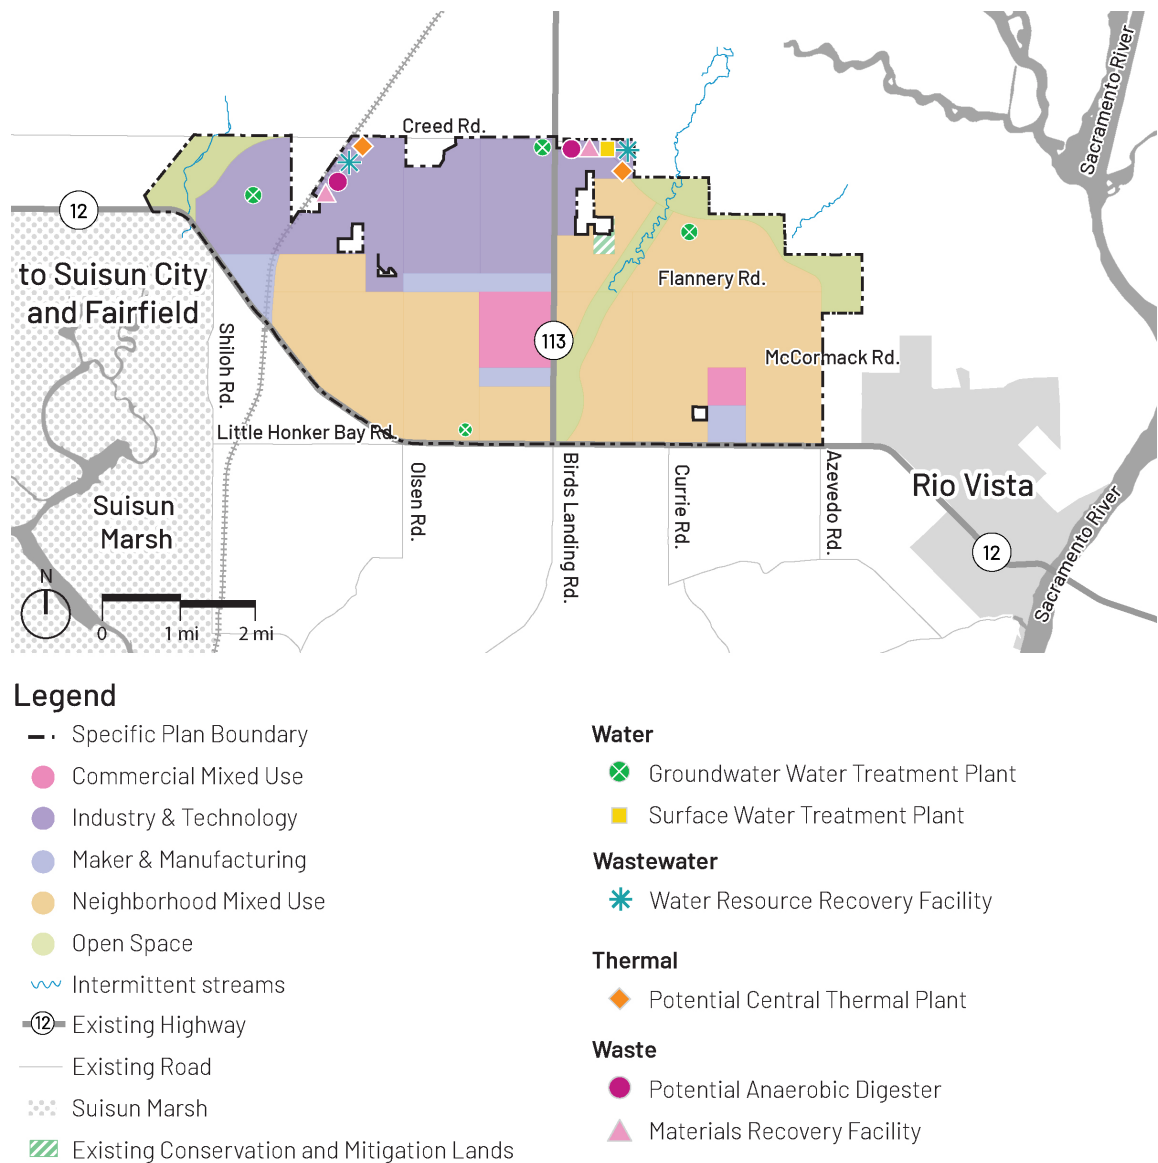 Creed Rd.
Sacramento River
12
to Suisun City
and Fairfield
Flannery Rd.
113
Shiloh Rd.
McCormack Rd.
Little Honker Bay Rd.
Olsen Rd.
Birds Landing Rd.
Currie Rd.
Azevedo Rd.
Rio Vista
Suisun
Marsh
12
Sacramento River
N
0 1 mi 2 mi
Legend
Specific Plan Boundary
Commercial Mixed Use
Industry & Technology
Maker & Manufacturing
Neighborhood Mixed Use
Open Space
Intermittent streams
12 Existing Highway
Existing Road
Suisun Marsh
Existing Conservation and Mitigation Lands
Water
Groundwater Water Treatment Plant
Surface Water Treatment Plant
Wastewater
Water Resource Recovery Facility
Thermal
Potential Central Thermal Plant
Waste
Potential Anaerobic Digester
Materials Recovery Facility